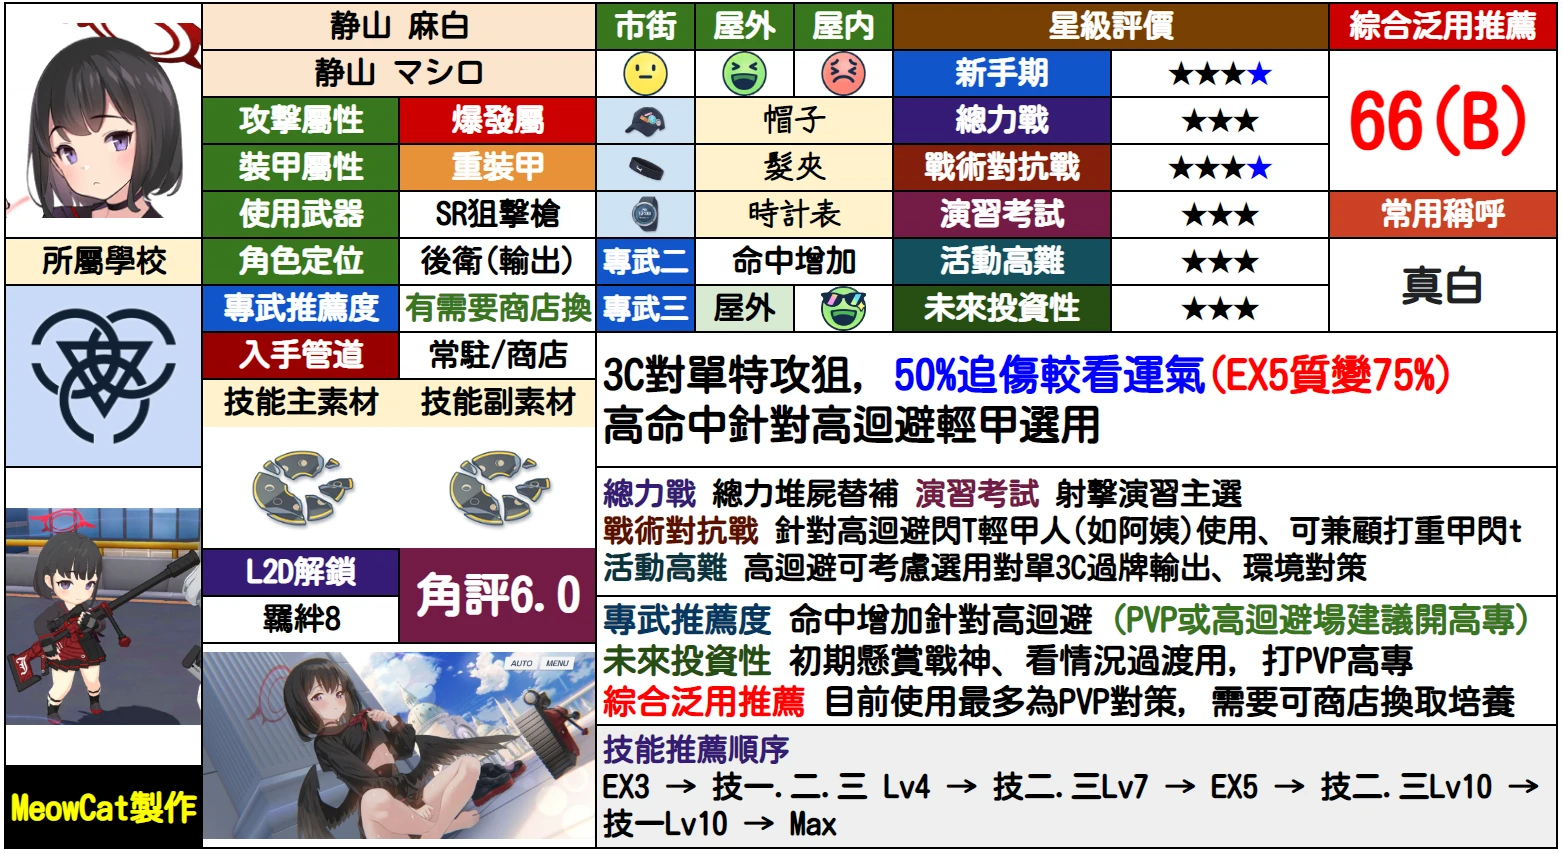 静山 麻白
静山 マシロ
市街 屋外 屋内
星級評價
綜合泛用推薦
新手期 ★★★★
66(B)
攻擊屬性 爆發屬
帽子
總力戰 ★★★
裝甲屬性 重裝甲
髮夾
戰術對抗戰 ★★★★
使用武器 SR狙擊槍
時計表
演習考試 ★★★
常用稱呼
所屬學校
角色定位 後衛(輸出)
專武二 命中增加
活動高難 ★★★
真白
專武推薦度 有需要商店換
專武三 屋外
未來投資性 ★★★
入手管道 常駐/商店
技能主素材 技能副素材
3C對單特攻狙, 50%追傷較看運氣(EX5質變75%)
高命中針對高迴避輕甲選用
總力戰 總力堆屍替補 演習考試 射擊演習主選
戰術對抗戰 針對高迴避閃T輕甲人(如阿姨)使用、可兼顧打重甲閃t
活動高難 高迴避可考慮選用對單3C過牌輸出、環境對策
L2D解鎖
羈絆8
角評6.0
專武推薦度 命中增加針對高迴避 (PVP或高迴避場建議開高專)
未來投資性 初期懸賞戰神、看情況過渡用, 打PVP高專
綜合泛用推薦 目前使用最多為PVP對策, 需要可商店換取培養
AUTO MENU
技能推薦順序
EX3 → 技一.二.三 Lv4 → 技二.三Lv7 → EX5 → 技二.三Lv10 →
技一Lv10 → Max
MeowCat製作